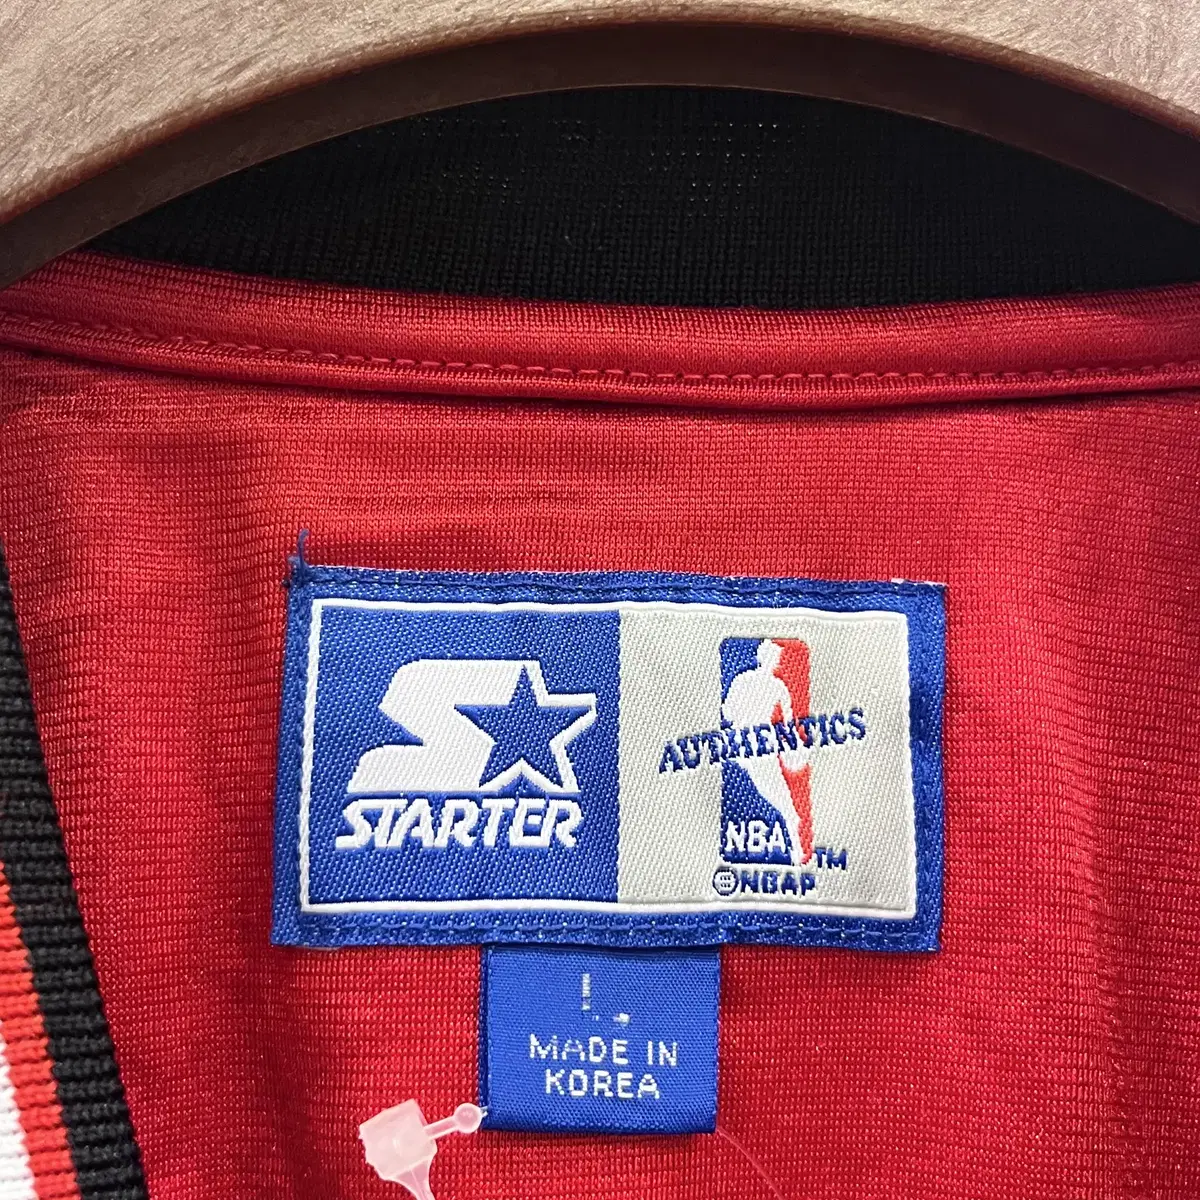 STARTER
AUTHENTICS
NBA
TM
©NBAP
L
MADE IN
KOREA